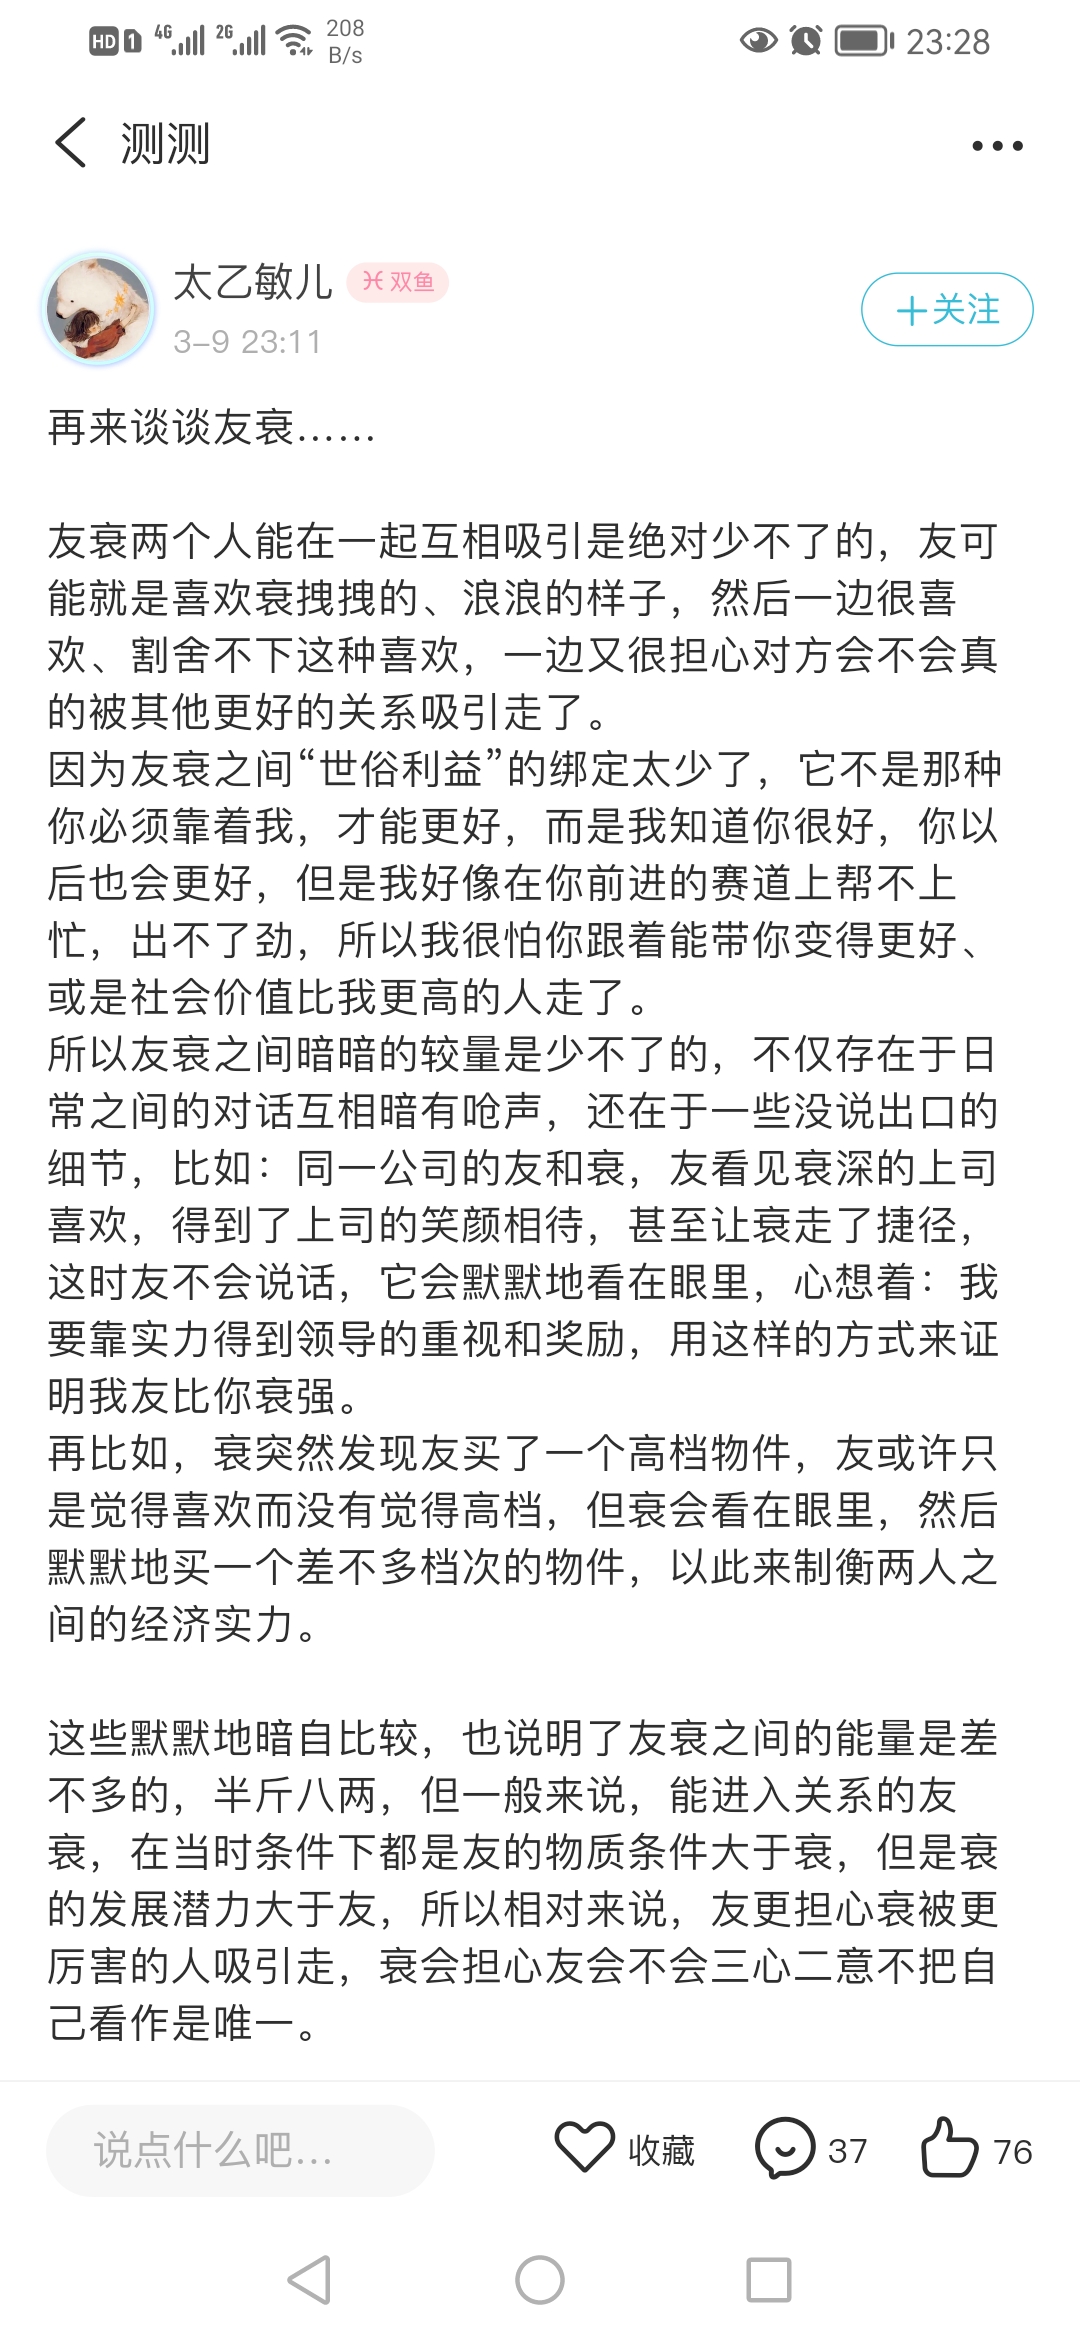 HD 1 4G 2G 208 B/s 23:28
测测
太乙敏儿 双鱼
3-9 23:11
+关注
再来谈谈友衰……
友衰两个人能在一起互相吸引是绝对少不了的，友可
能就是喜欢衰拽拽的、浪浪的样子，然后一边很喜
欢、割舍不下这种喜欢，一边又很担心对方会不会真
的被其他更好的关系吸引走了。
因为友衰之间“世俗利益”的绑定太少了，它不是那种
你必须靠着我，才能更好，而是我知道你很好，你以
后也会更好，但是我好像在你前进的赛道上帮不上
忙，出不了劲，所以我很怕你跟着能带你变得更好、
或是社会价值比我更高的人走了。
所以友衰之间暗暗的较量是少不了的，不仅存在于日
常之间的对话互相暗有呛声，还在于一些没说出口的
细节，比如：同一公司的友和衰，友看见衰深的上司
喜欢，得到了上司的笑颜相待，甚至让衰走了捷径，
这时友不会说话，它会默默地看在眼里，心想着：我
要靠实力得到领导的重视和奖励，用这样的方式来证
明我友比你衰强。
再比如，衰突然发现友买了一个高档物件，友或许只
是觉得喜欢而没有觉得高档，但衰会看在眼里，然后
默默地买一个差不多档次的物件，以此来制衡两人之
间的经济实力。
这些默默地暗自比较，也说明了友衰之间的能量是差
不多的，半斤八两，但一般来说，能进入关系的友
衰，在当时条件下都是友的物质条件大于衰，但是衰
的发展潜力大于友，所以相对来说，友更担心衰被更
厉害的人吸引走，衰会担心友会不会三心二意不把自
己看作是唯一。
说点什么吧... 收藏 37 76